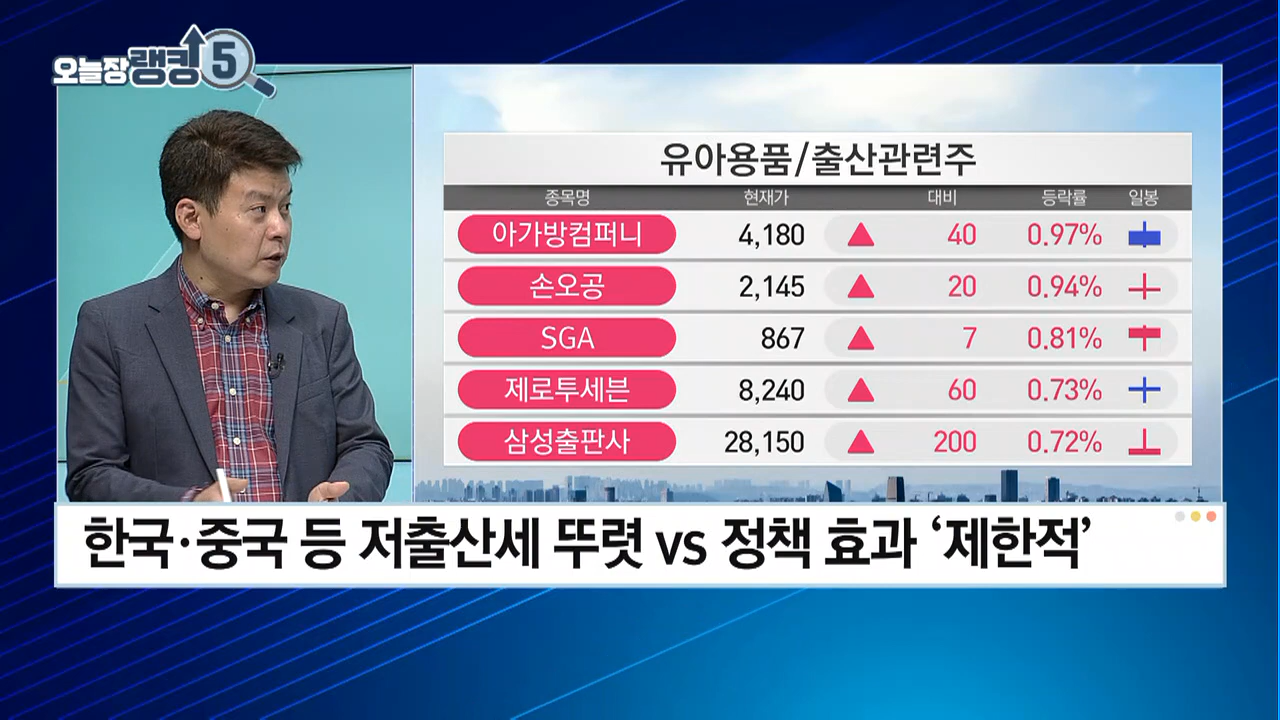 오늘장 랭킹 5
유아용품/출산관련주
종목명 현재가 대비 등락률 일봉
아가방컴퍼니 4,180 ▲ 40 0.97%
손오공 2,145 ▲ 20 0.94%
SGA 867 ▲ 7 0.81%
제로투세븐 8,240 ▲ 60 0.73%
삼성출판사 28,150 ▲ 200 0.72%
한국·중국 등 저출산세 뚜렷 vs 정책 효과 ‘제한적’